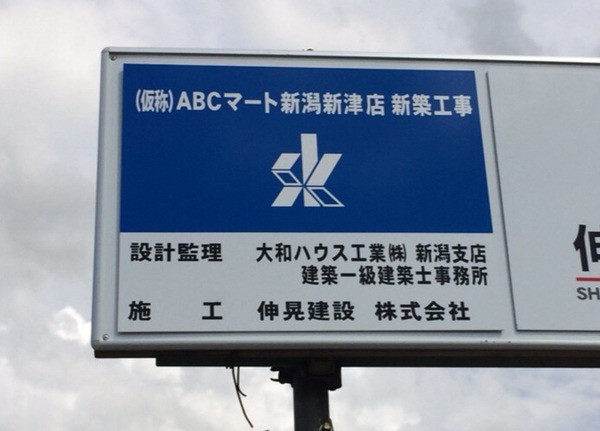 (仮称)ABCマート新潟新津店 新築工事
設計監理 大和ハウス工業㈱ 新潟支店
建築一級建築士事務所
施工 伸晃建設 株式会社
伸
SH